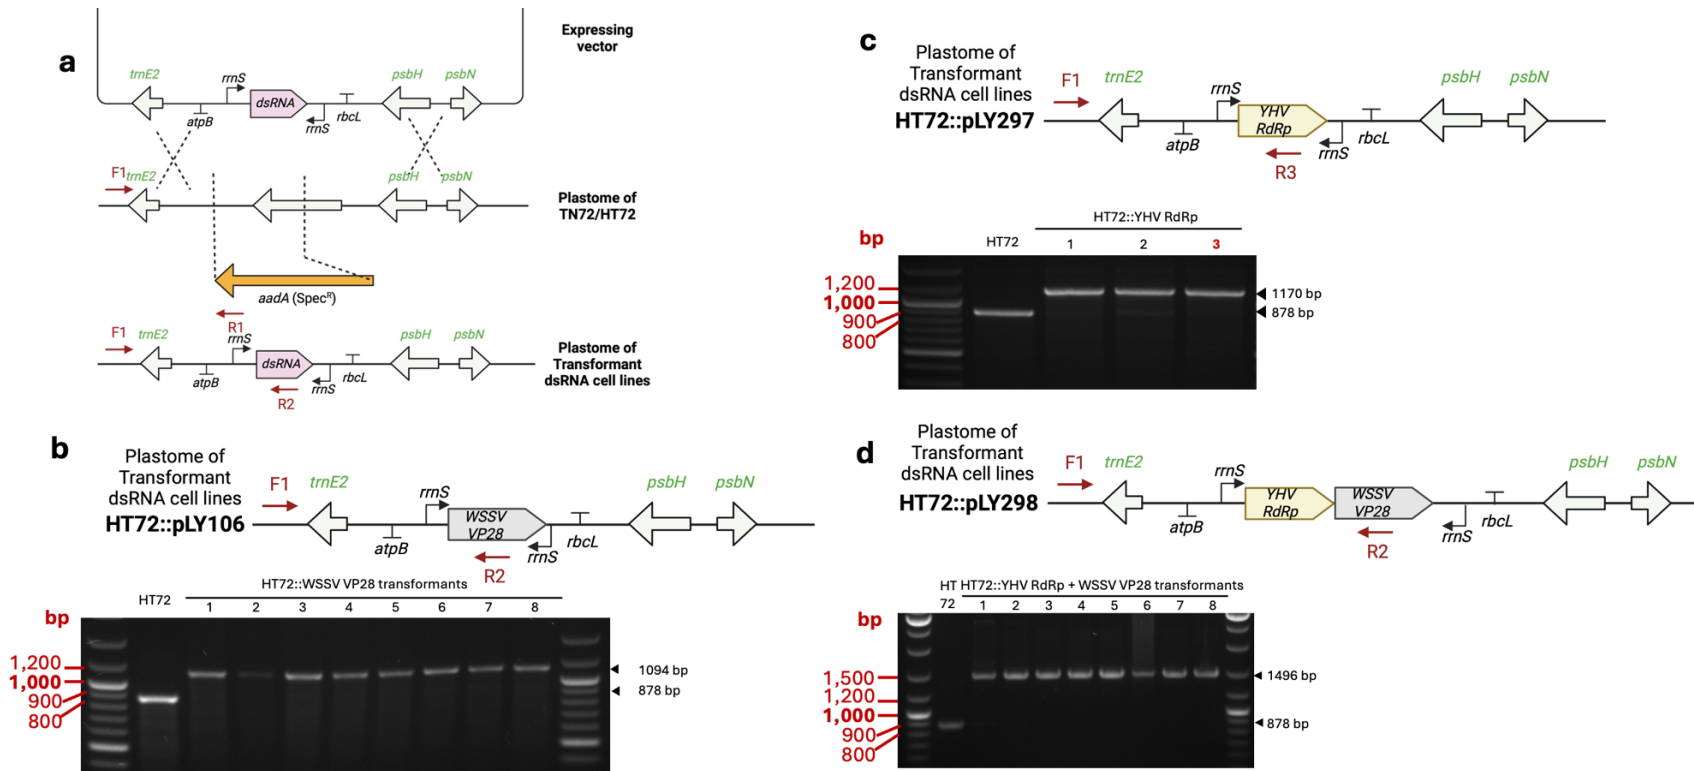 a
Expressing
vector
trnE2
rrnS
psbH
psbN
dsRNA
atpB
rrnS
rbcL
F1
trnE2
psbH
psbN
Plastome of
TN72/HT72
aadA (SpecR)
R1
F1
trnE2
rrnS
psbH
psbN
dsRNA
atpB
rrnS
rbcL
R2
Plastome of
Transformant
dsRNA cell lines
b
Plastome of
Transformant
dsRNA cell lines
HT72::pLY106
F1
trnE2
rrnS
psbH
psbN
WSSV
VP28
atpB
rrnS
rbcL
R2
HT72::WSSV VP28 transformants
HT72
1 2 3 4 5 6 7 8
bp
1,200
1,000
900
800
1094 bp
878 bp
c
Plastome of
Transformant
dsRNA cell lines
HT72::pLY297
F1
trnE2
rrnS
psbH
psbN
YHV
RdRp
atpB
rrnS
rbcL
R3
HT72::YHV RdRp
HT72
1 2 3
bp
1,200
1,000
900
800
1170 bp
878 bp
d
Plastome of
Transformant
dsRNA cell lines
HT72::pLY298
F1
trnE2
rrnS
psbH
psbN
YHV
RdRp
WSSV
VP28
atpB
rrnS
rbcL
R2
HT
72
HT72::YHV RdRp + WSSV VP28 transformants
1 2 3 4 5 6 7 8
bp
1,500
1,200
1,000
900
800
1496 bp
878 bp